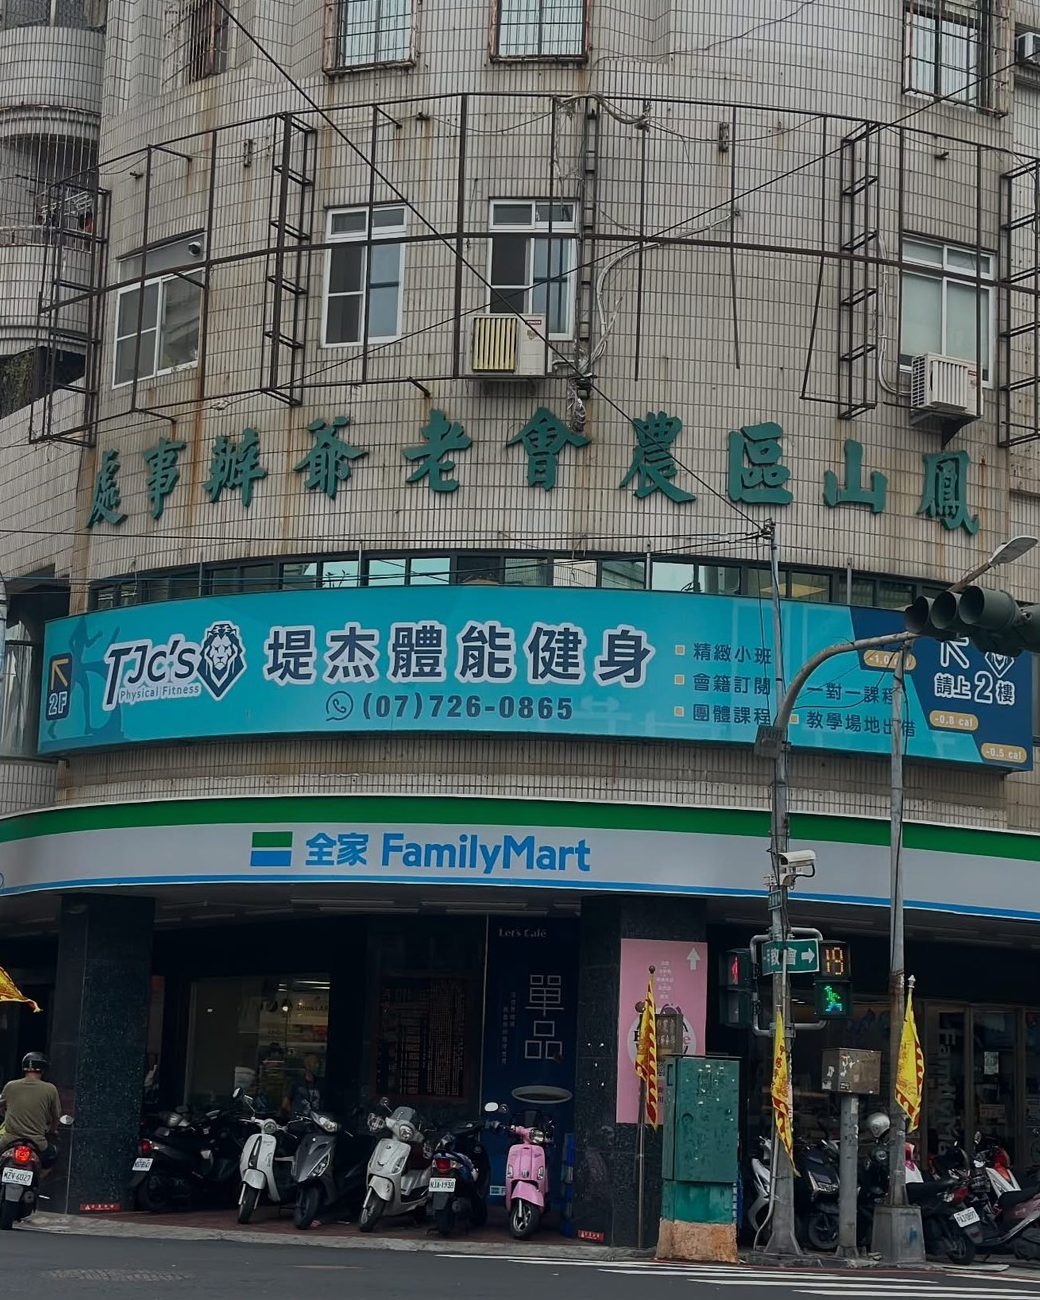 鳳山區農會老爺辦事處
2F
TJC's
Physical Fitness
堤杰體能健身
(07)726-0865
精緻小班
會籍訂閱
團體課程
一對一課程
教學場地出借
請上2樓
-0.8 cal
-0.5 cal
全家 FamilyMart
Let's Café
單品
19